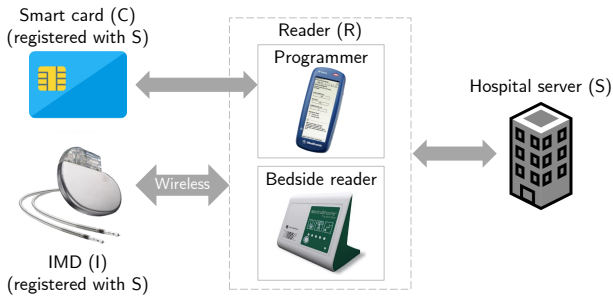 Smart card (C)
(registered with S)
Reader (R)
Programmer
Hospital server (S)
Wireless
Bedside reader
IMD (I)
(registered with S)